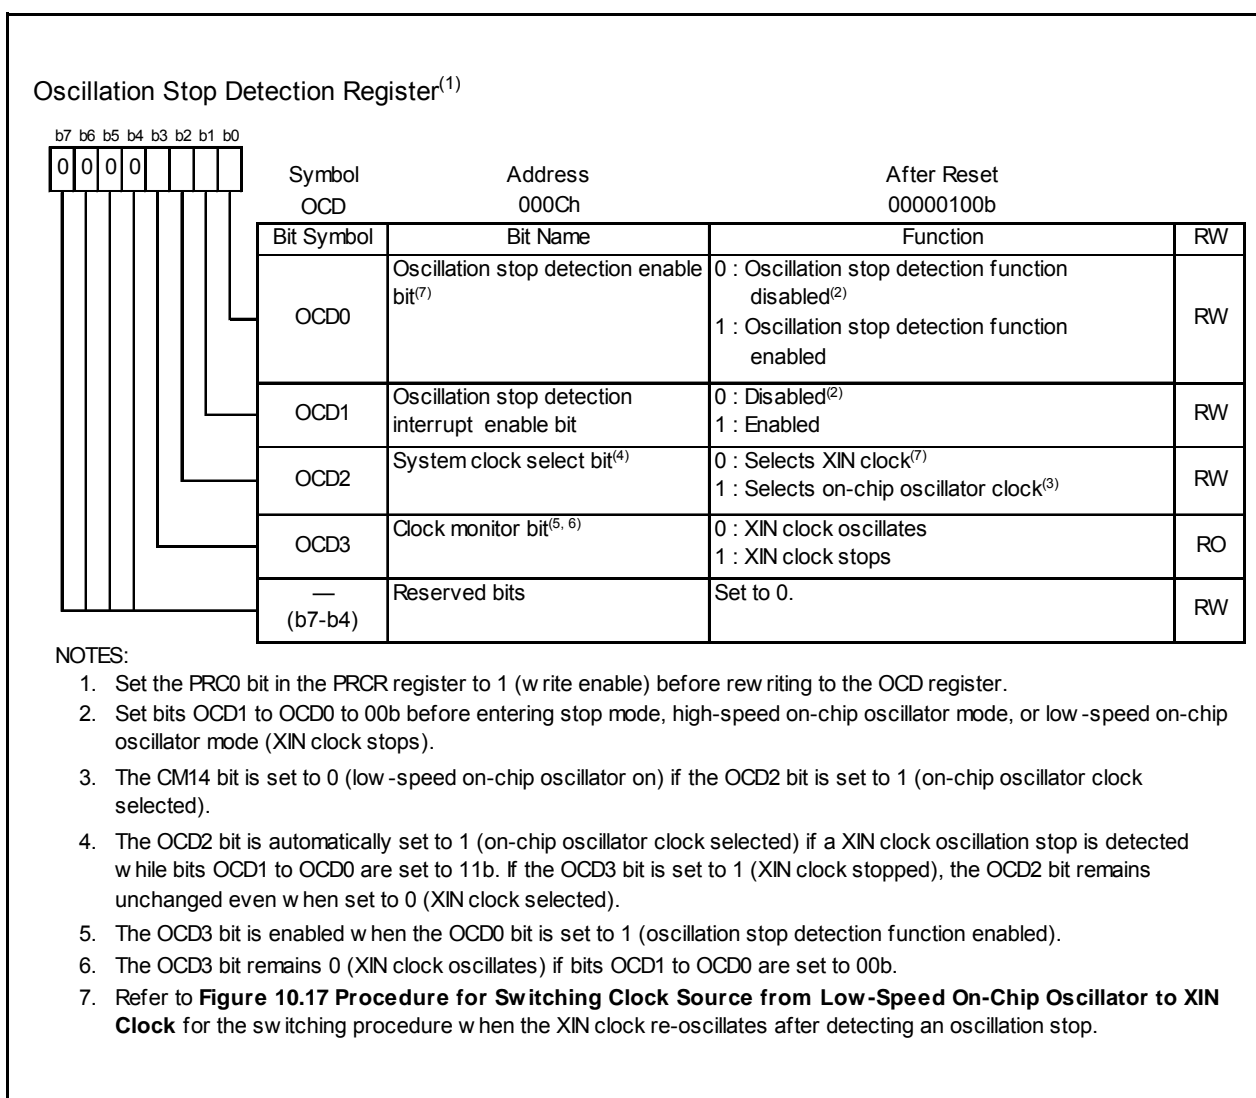 Oscillation Stop Detection Register(1)
b7 b6 b5 b4 b3 b2 b1 b0
0 0 0 0
Symbol Address After Reset
OCD 000Ch 00000100b
Bit Symbol Bit Name Function RW
OCD0
Oscillation stop detection enable
bit(7)
0 : Oscillation stop detection function
disabled(2)
1 : Oscillation stop detection function
enabled
RW
OCD1
Oscillation stop detection
interrupt enable bit
0 : Disabled(2)
1 : Enabled
RW
OCD2
System clock select bit(4)
0 : Selects XIN clock(7)
1 : Selects on-chip oscillator clock(3)
RW
OCD3
Clock monitor bit(5, 6)
0 : XIN clock oscillates
1 : XIN clock stops
RO
—
(b7-b4)
Reserved bits
Set to 0.
RW
NOTES:
1. Set the PRC0 bit in the PRCR register to 1 (write enable) before rewriting to the OCD register.
2. Set bits OCD1 to OCD0 to 00b before entering stop mode, high-speed on-chip oscillator mode, or low-speed on-chip
oscillator mode (XIN clock stops).
3. The CM14 bit is set to 0 (low-speed on-chip oscillator on) if the OCD2 bit is set to 1 (on-chip oscillator clock
selected).
4. The OCD2 bit is automatically set to 1 (on-chip oscillator clock selected) if a XIN clock oscillation stop is detected
while bits OCD1 to OCD0 are set to 11b. If the OCD3 bit is set to 1 (XIN clock stopped), the OCD2 bit remains
unchanged even when set to 0 (XIN clock selected).
5. The OCD3 bit is enabled when the OCD0 bit is set to 1 (oscillation stop detection function enabled).
6. The OCD3 bit remains 0 (XIN clock oscillates) if bits OCD1 to OCD0 are set to 00b.
7. Refer to Figure 10.17 Procedure for Switching Clock Source from Low-Speed On-Chip Oscillator to XIN
Clock for the switching procedure when the XIN clock re-oscillates after detecting an oscillation stop.